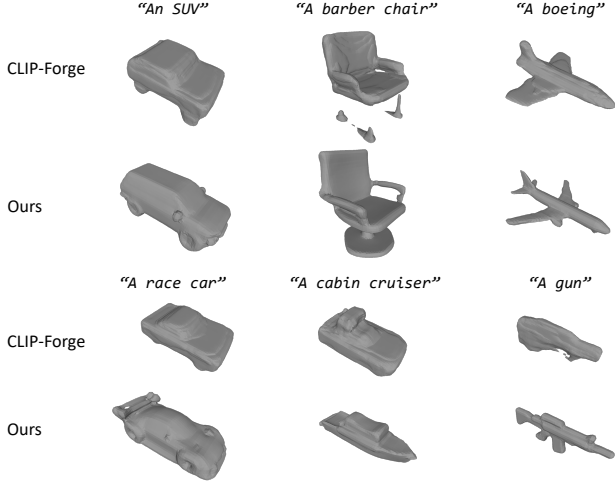 “An SUV” “A barber chair” “A boeing”
CLIP-Forge
Ours
“A race car” “A cabin cruiser” “A gun”
CLIP-Forge
Ours